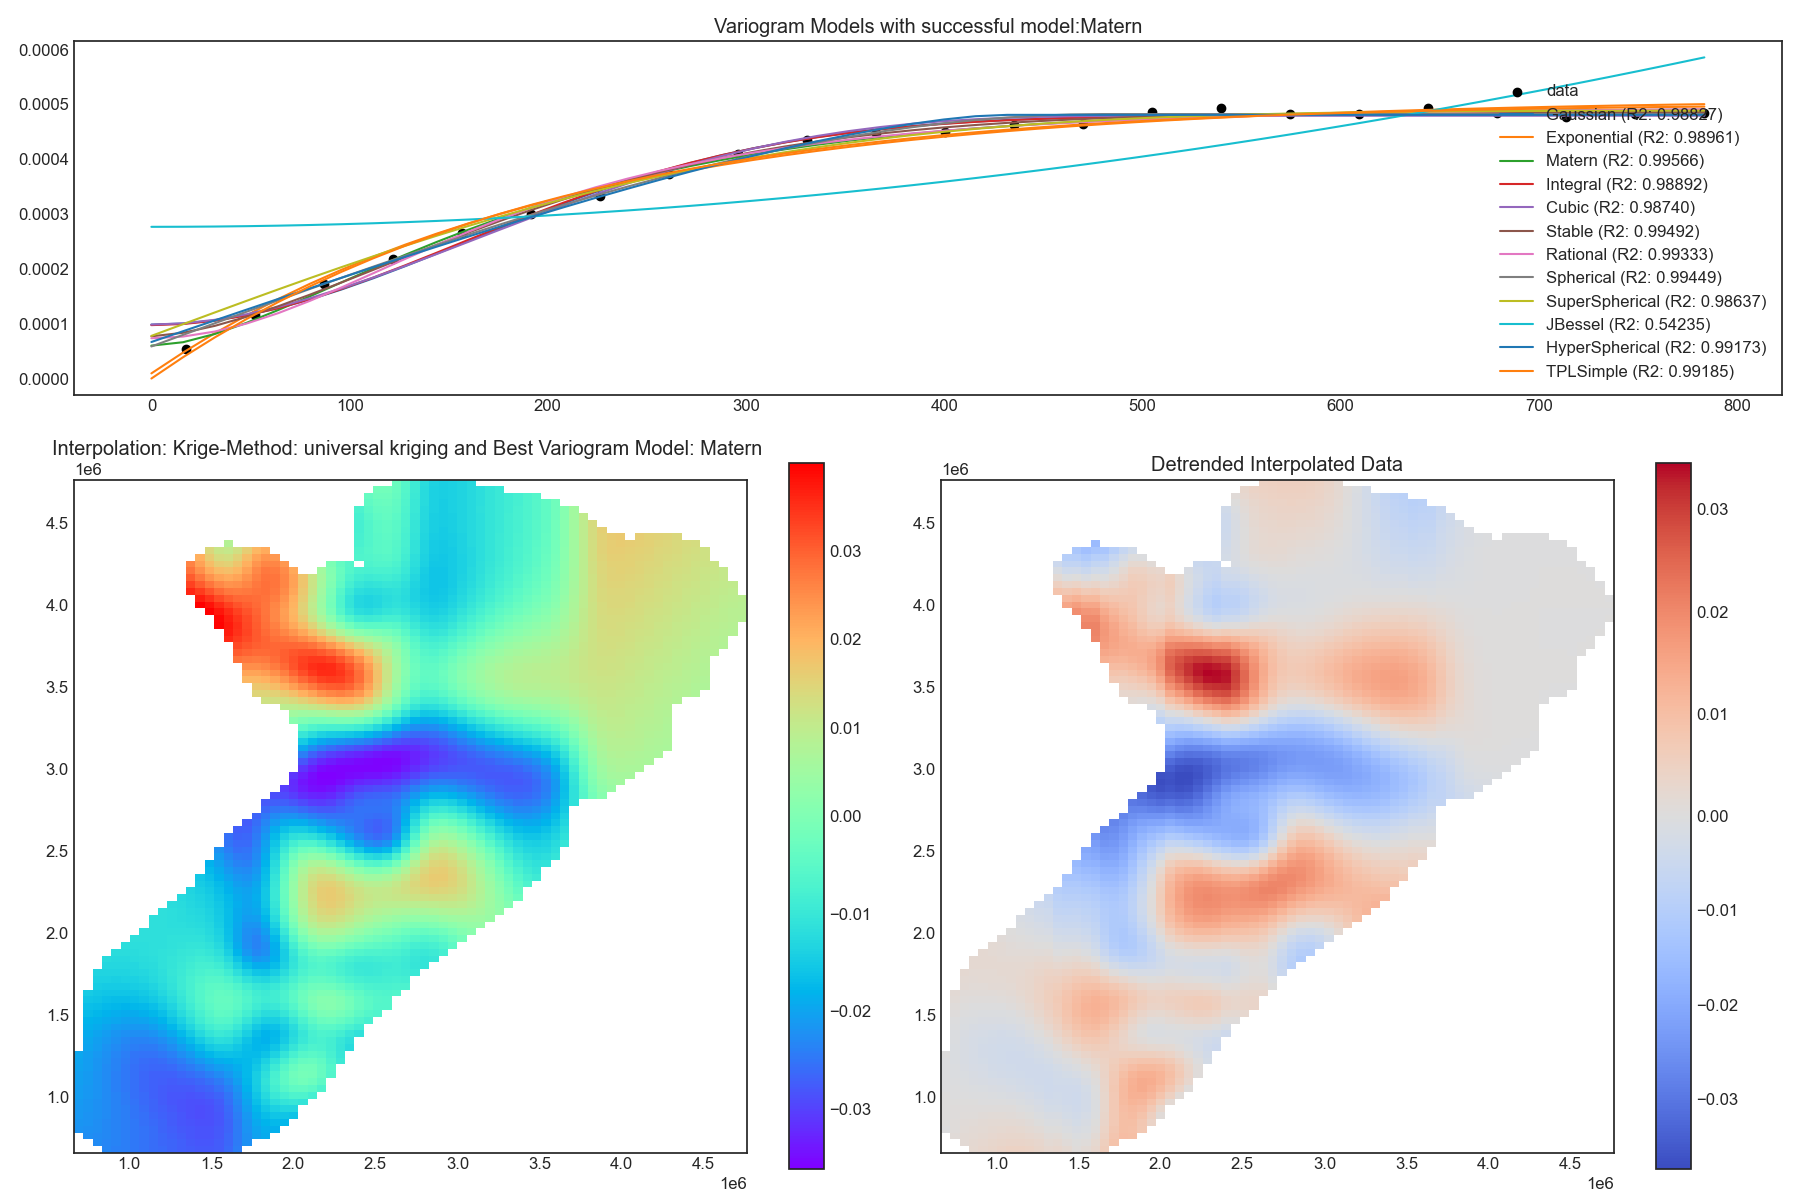 Variogram Models with successful model:Matern
0.0006
0.0005
0.0004
0.0003
0.0002
0.0001
0.0000
data
Gaussian (R2: 0.98827)
Exponential (R2: 0.98961)
Matern (R2: 0.99566)
Integral (R2: 0.98892)
Cubic (R2: 0.98740)
Stable (R2: 0.99492)
Rational (R2: 0.99333)
Spherical (R2: 0.99449)
SuperSpherical (R2: 0.98637)
JBessel (R2: 0.54235)
HyperSpherical (R2: 0.99173)
TPLSimple (R2: 0.99185)
0 100 200 300 400 500 600 700 800
Interpolation: Krige-Method: universal kriging and Best Variogram Model: Matern
1e6
4.5
4.0
3.5
3.0
2.5
2.0
1.5
1.0
1.0 1.5 2.0 2.5 3.0 3.5 4.0 4.5
1e6
0.03
0.02
0.01
0.00
−0.01
−0.02
−0.03
Detrended Interpolated Data
1e6
4.5
4.0
3.5
3.0
2.5
2.0
1.5
1.0
1.0 1.5 2.0 2.5 3.0 3.5 4.0 4.5
1e6
0.03
0.02
0.01
0.00
−0.01
−0.02
−0.03